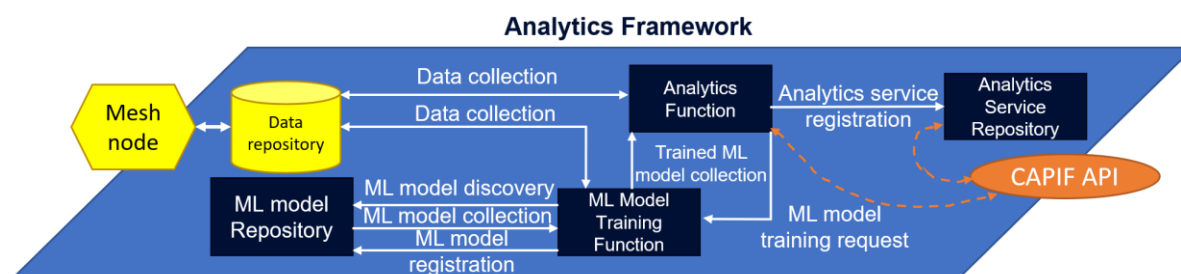 Analytics Framework
Mesh
node
Data
repository
Data collection
Data collection
Analytics
Function
Analytics service
registration
Analytics
Service
Repository
Trained ML
model collection
CAPIF API
ML model
Repository
ML model discovery
ML model collection
ML model
registration
ML Model
Training
Function
ML model
training request